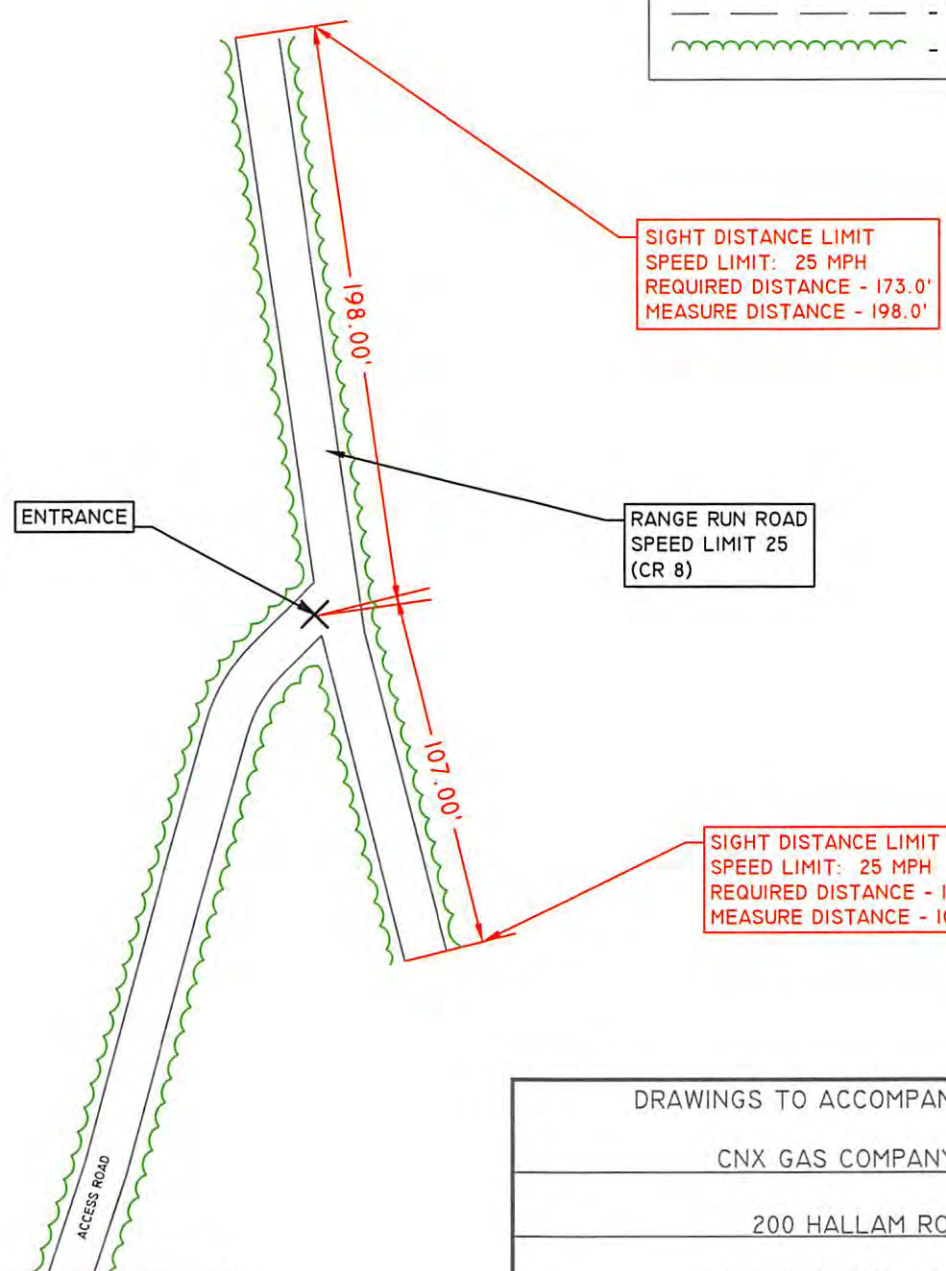 SIGHT DISTANCE LIMIT
SPEED LIMIT: 25 MPH
REQUIRED DISTANCE - 173.0'
MEASURE DISTANCE - 198.0'
198.00'
ENTRANCE
RANGE RUN ROAD
SPEED LIMIT 25
(CR 8)
107.00'
SIGHT DISTANCE LIMIT
SPEED LIMIT: 25 MPH
REQUIRED DISTANCE - 1
MEASURE DISTANCE - 10
ACCESS ROAD
DRAWINGS TO ACCOMPAN
CNX GAS COMPANY
200 HALLAM RO